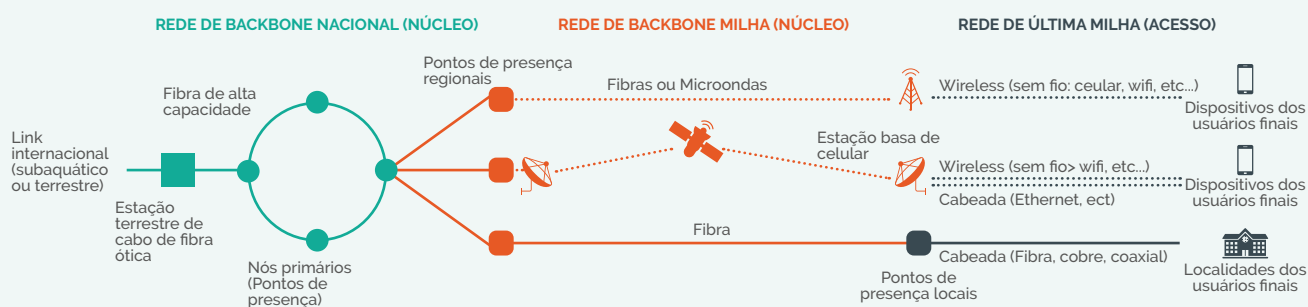 REDE DE BACKBONE NACIONAL (NÚCLEO)
REDE DE BACKBONE MILHA (NÚCLEO)
REDE DE ÚLTIMA MILHA (ACESSO)
Link
internacional
(subaquático
ou terrestre)
Estação
terrestre de
cabo de fibra
ótica
Fibra de alta
capacidade
Nós primários
(Pontos de
presença)
Pontos de presença
regionais
Fibras ou Microondas
Estação basa de
celular
Fibra
Pontos de
presença locais
Wireless (sem fio: ceular, wifi, etc...)
Dispositivos dos
usuários finais
Wireless (sem fio> wifi, etc...)
Cabeada (Ethernet, ect)
Dispositivos dos
usuários finais
Cabeada (Fibra, cobre, coaxial)
Localidades dos
usuários finais